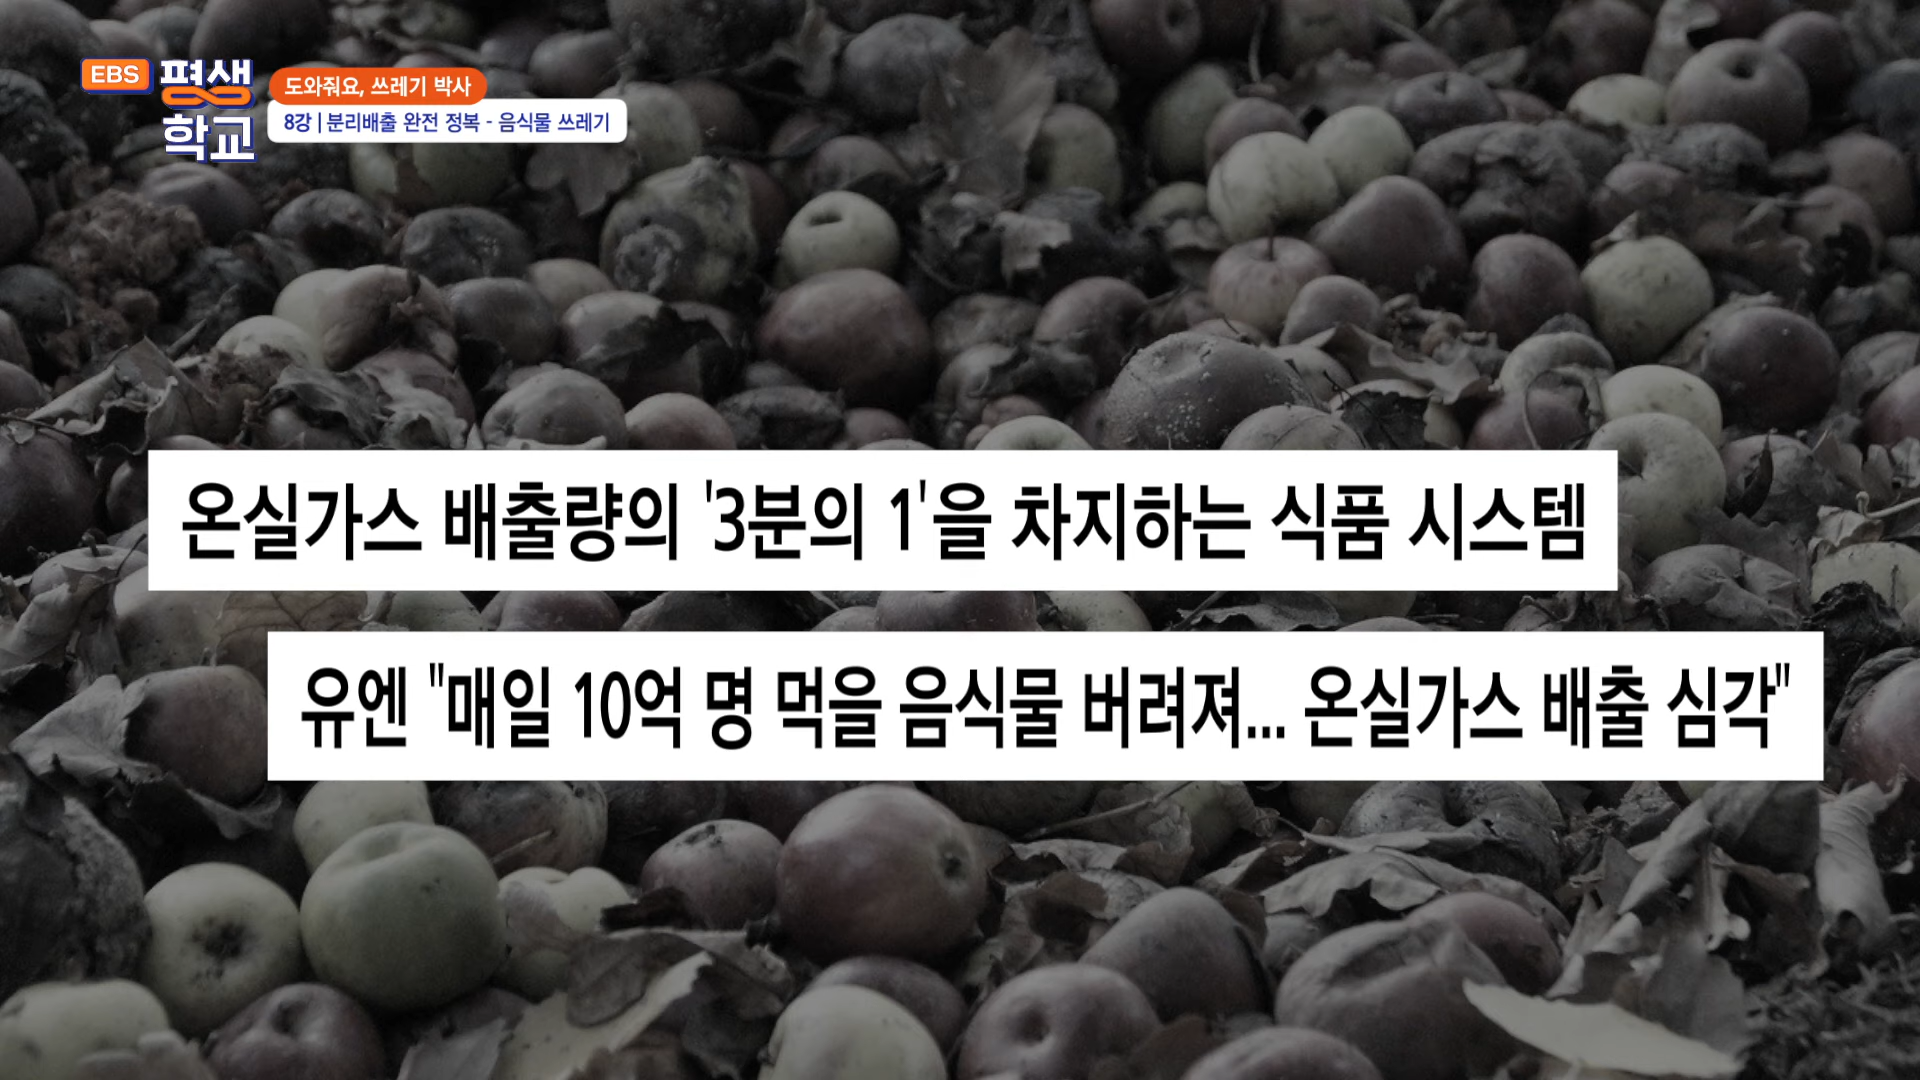 EBS 평생
학교
도와줘요, 쓰레기 박사
8강 | 분리배출 완전 정복 - 음식물 쓰레기
온실가스 배출량의 '3분의 1'을 차지하는 식품 시스템
유엔 "매일 10억 명 먹을 음식물 버려져... 온실가스 배출 심각"